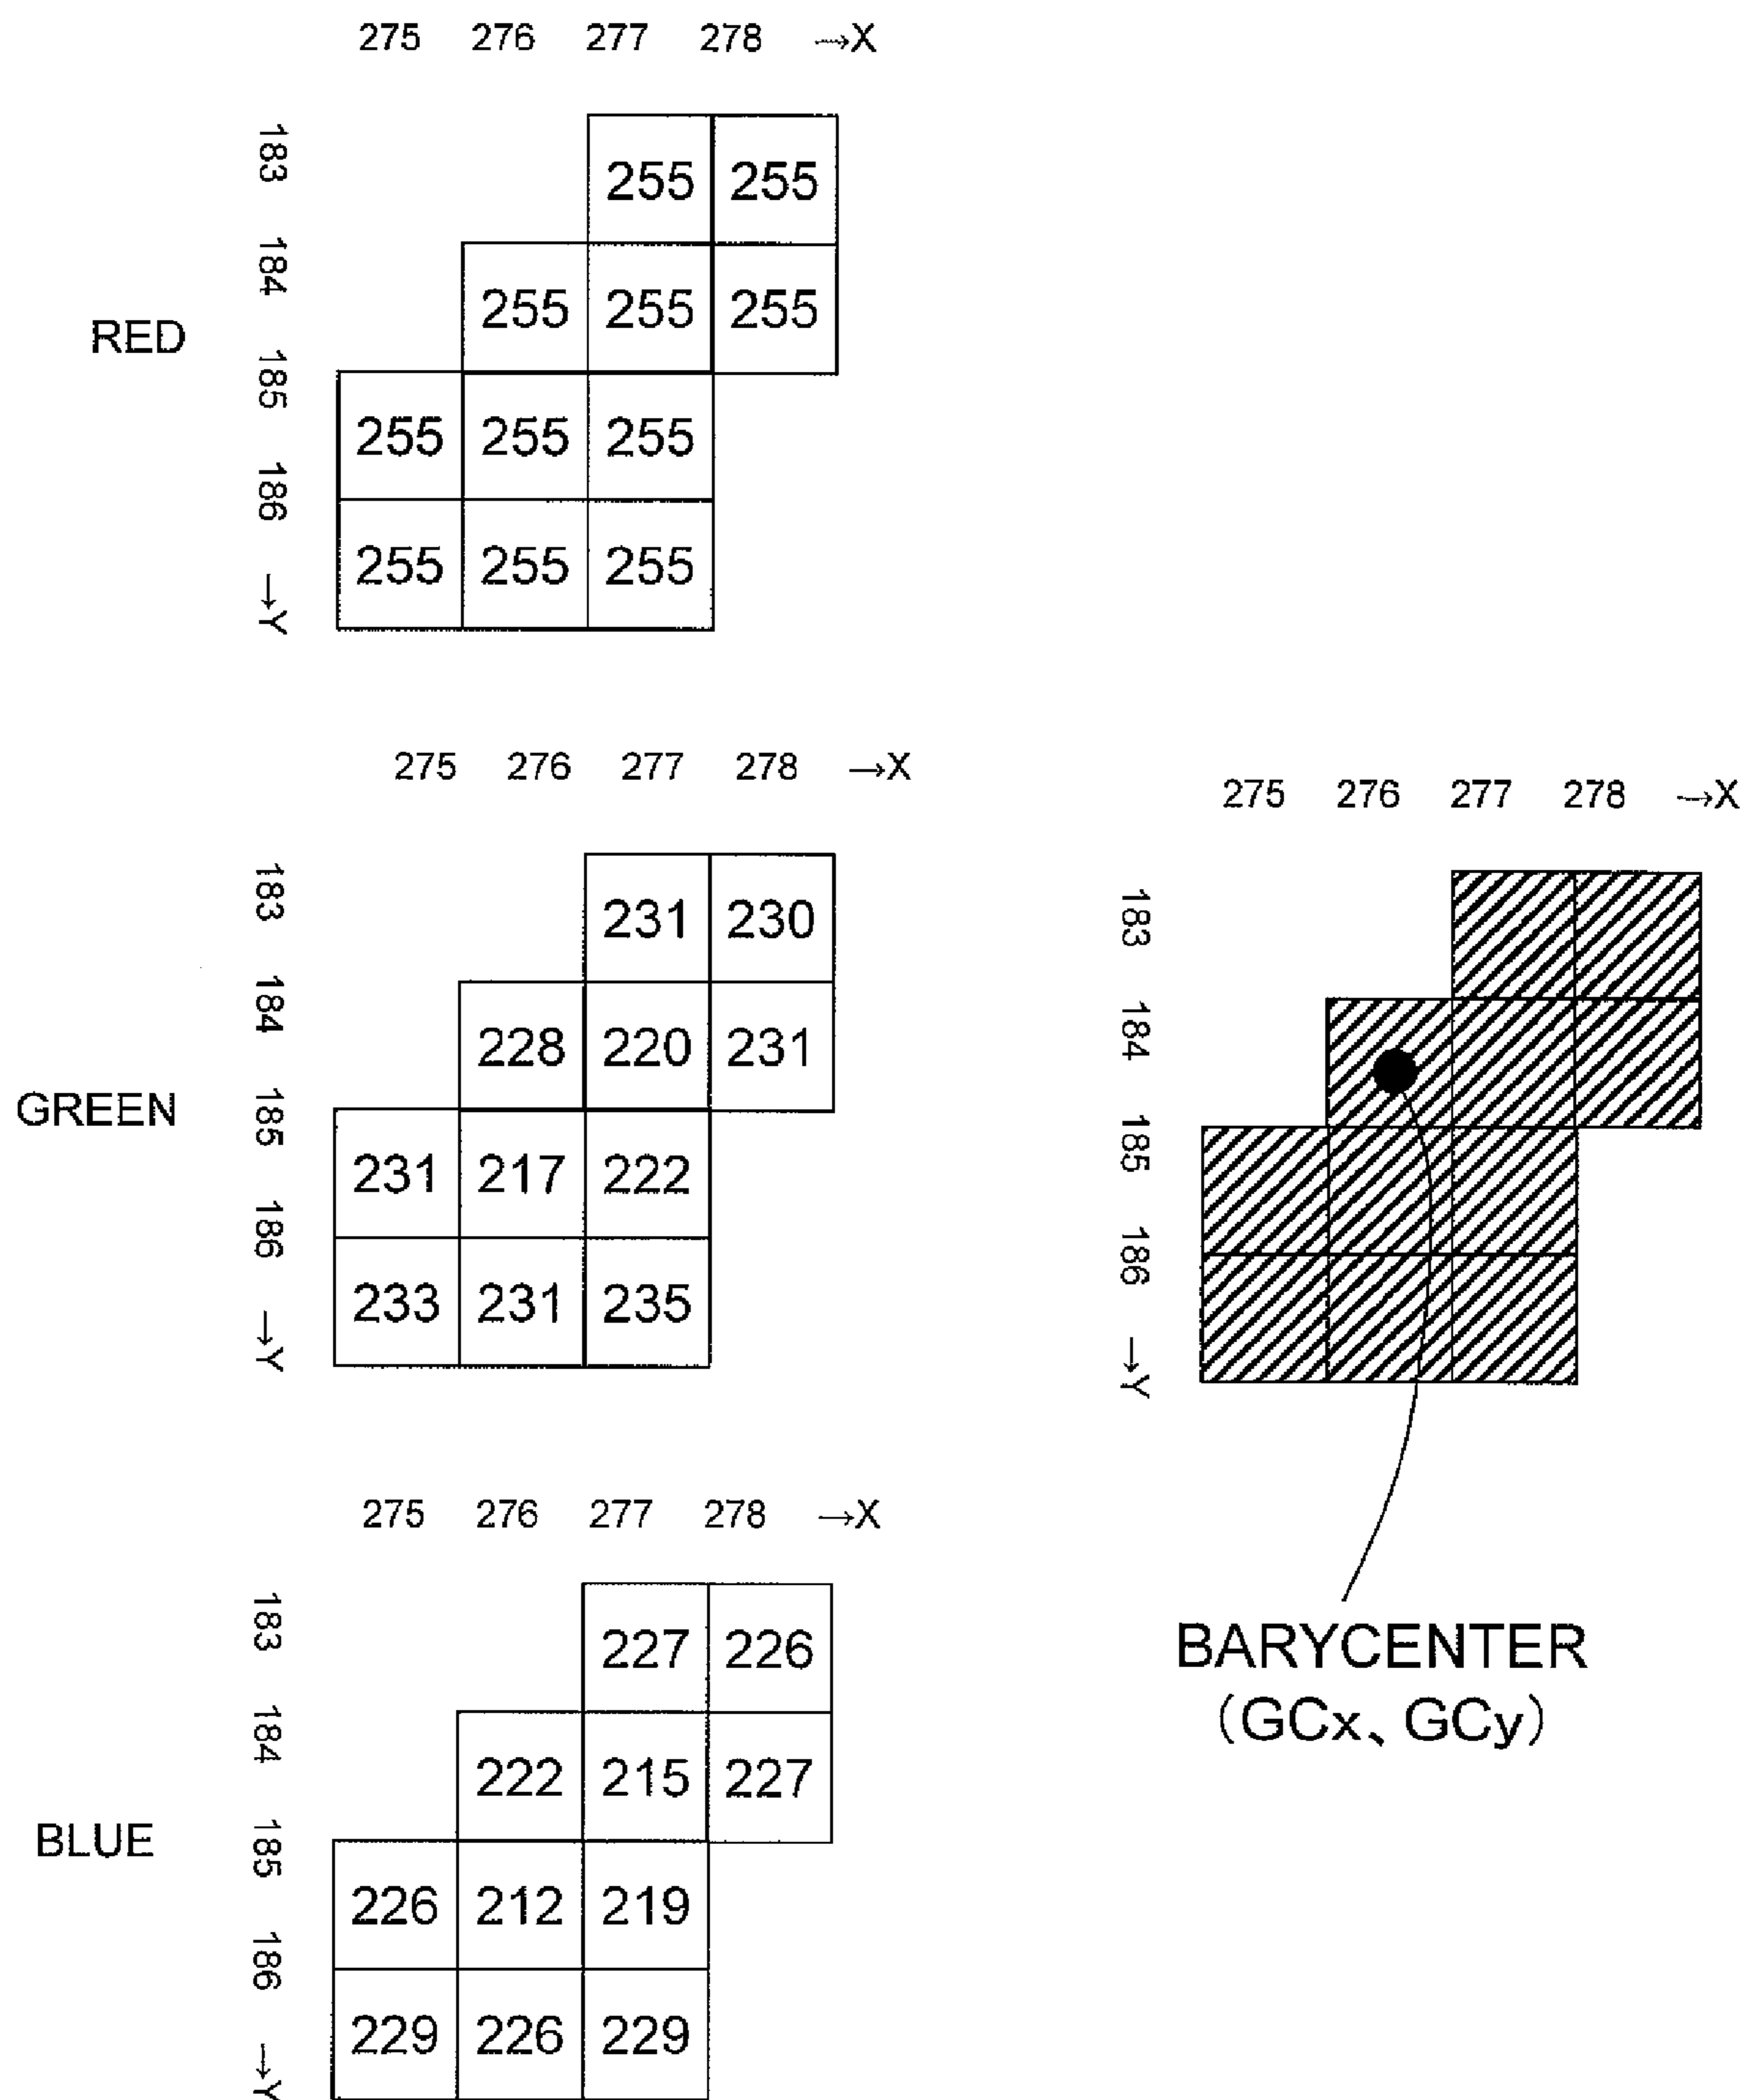 275 276 277 278 →X
183
184
185
186
→Y
RED
255 255
255 255 255
255 255 255
255 255 255
275 276 277 278 →X
183
184
185
186
→Y
GREEN
231 230
228 220 231
231 217 222
233 231 235
275 276 277 278 →X
183
184
185
186
→Y
BARYCENTER
(GCx、GCy)
275 276 277 278 →X
183
184
185
186
→Y
BLUE
227 226
222 215 227
226 212 219
229 226 229